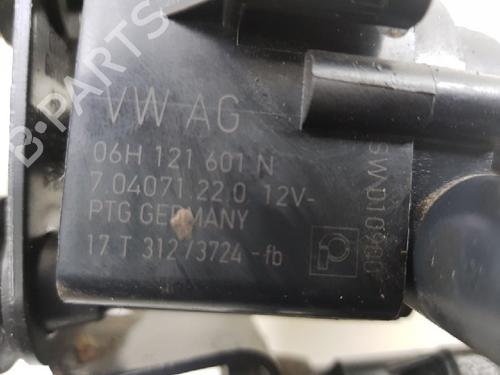 B-PARTS
VW AG
06H 121 601 N
7.04071.22.0 12V-
PTG GERMANY
17 T 312 /3724 -fb